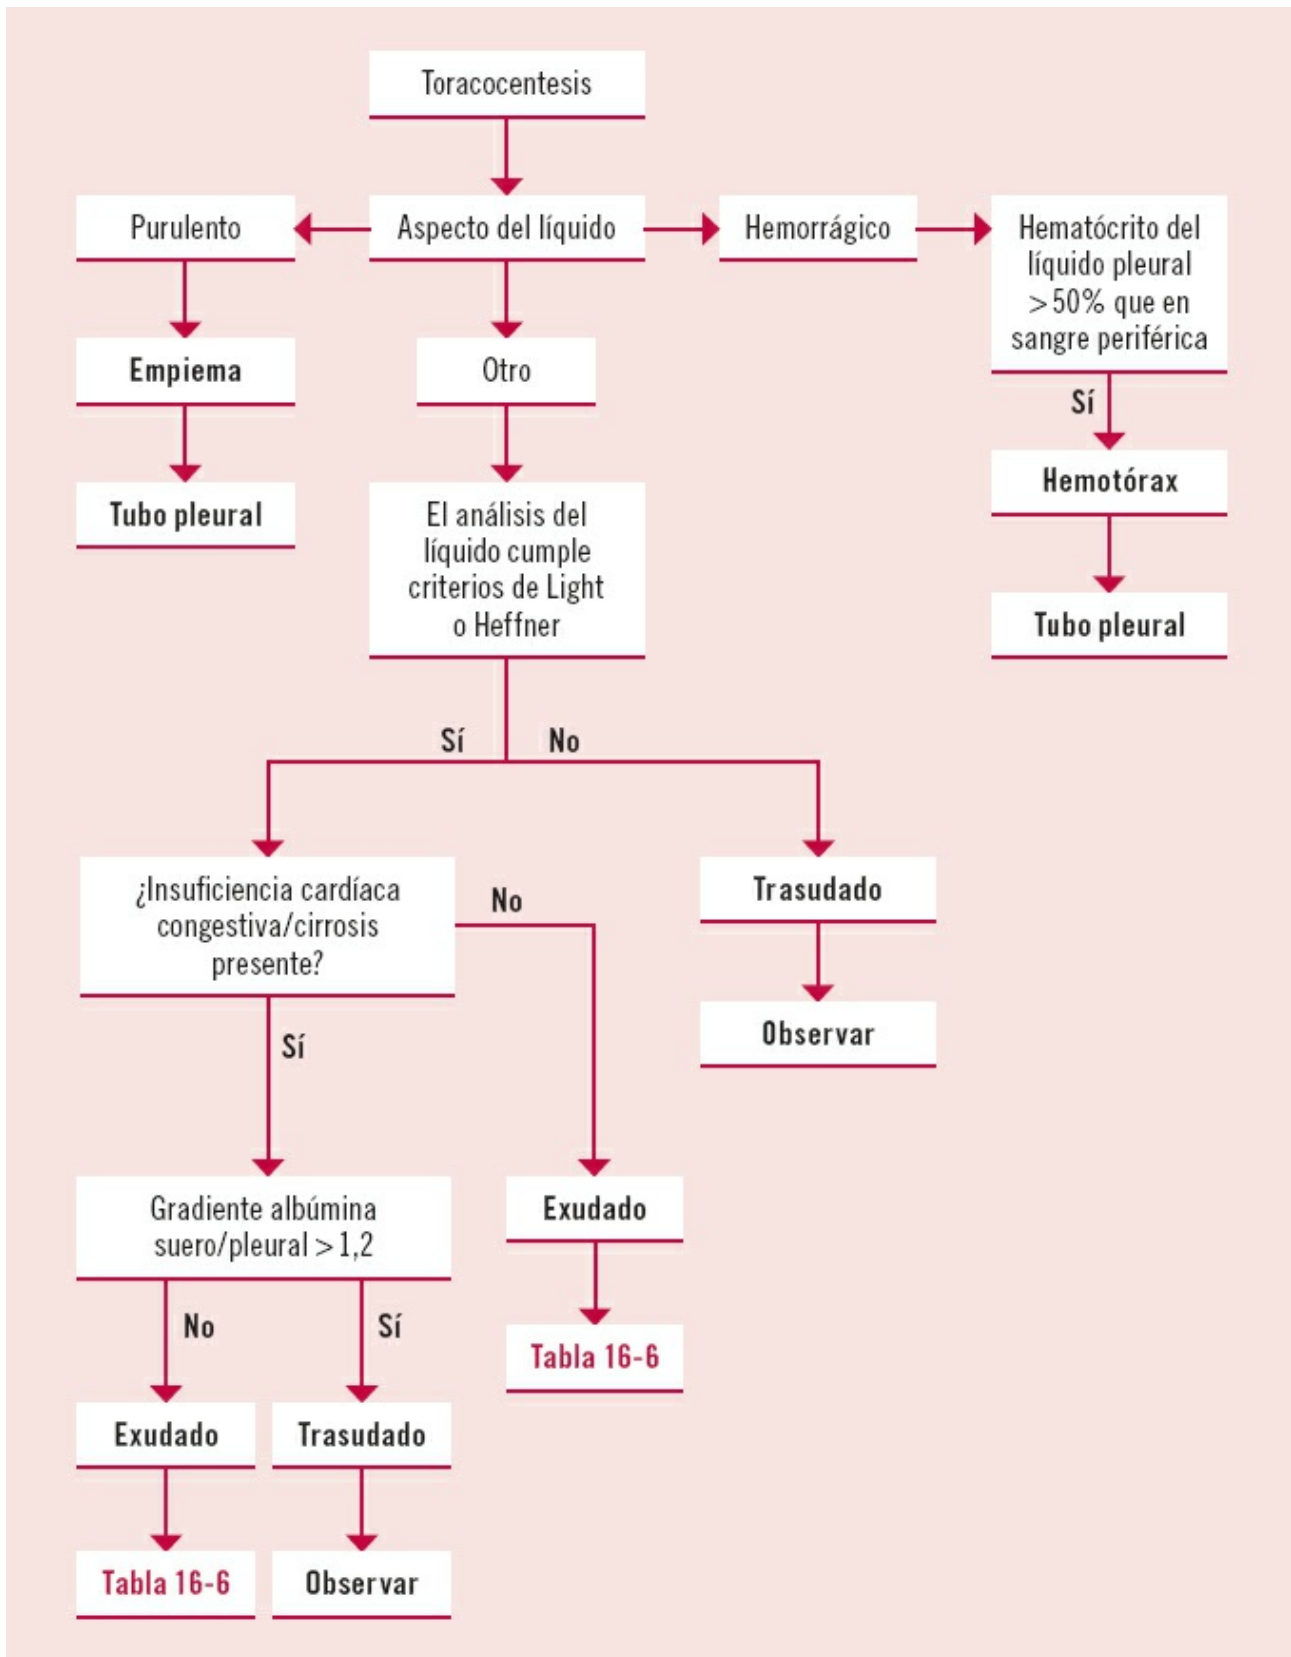 Toracocentesis
Purulento
Aspecto del líquido
Hemorrágico
Hematócrito del
líquido pleural
>50% que en
sangre periférica
Empiema
Otro
Sí
Hemotórax
Tubo pleural
El análisis del
líquido cumple
criterios de Light
o Heffner
Tubo pleural
Sí
No
¿Insuficiencia cardíaca
congestiva/cirrosis
presente?
No
Trasudado
Sí
Observar
Gradiente albúmina
suero/pleural >1,2
Exudado
No
Sí
Tabla 16-6
Exudado
Trasudado
Tabla 16-6
Observar